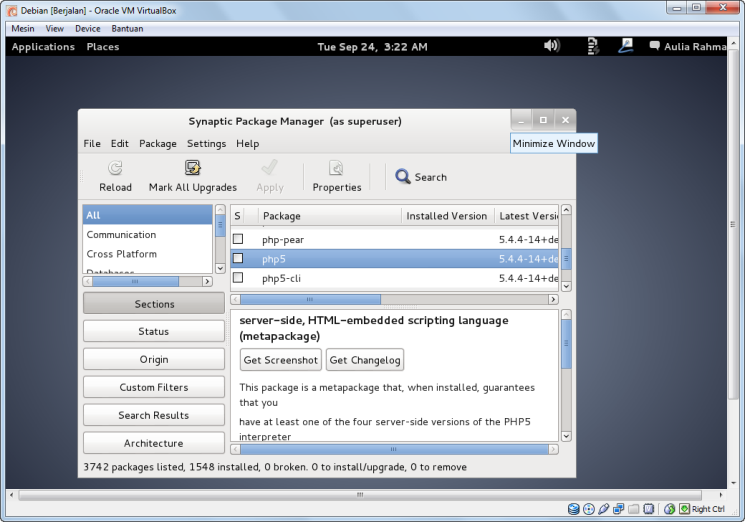 Debian [Berjalan] - Oracle VM VirtualBox
Mesin View Device Bantuan
Applications Places Tue Sep 24, 3:22 AM Aulia Rahma
Synaptic Package Manager (as superuser)
File Edit Package Settings Help
Minimize Window
Reload Mark All Upgrades Apply Properties Search
All
Communication
Cross Platform
Databases
S Package Installed Version Latest Versi
php-pear 5.4.4-14+de
php5 5.4.4-14+de
php5-cli 5.4.4-14+de
Sections
Status
Origin
Custom Filters
Search Results
Architecture
server-side, HTML-embedded scripting language
(metapackage)
Get Screenshot Get Changelog
This package is a metapackage that, when installed, guarantees
that you
have at least one of the four server-side versions of the PHP5
interpreter
3742 packages listed, 1548 installed, 0 broken. 0 to install/upgrade, 0 to remove
Right Ctrl